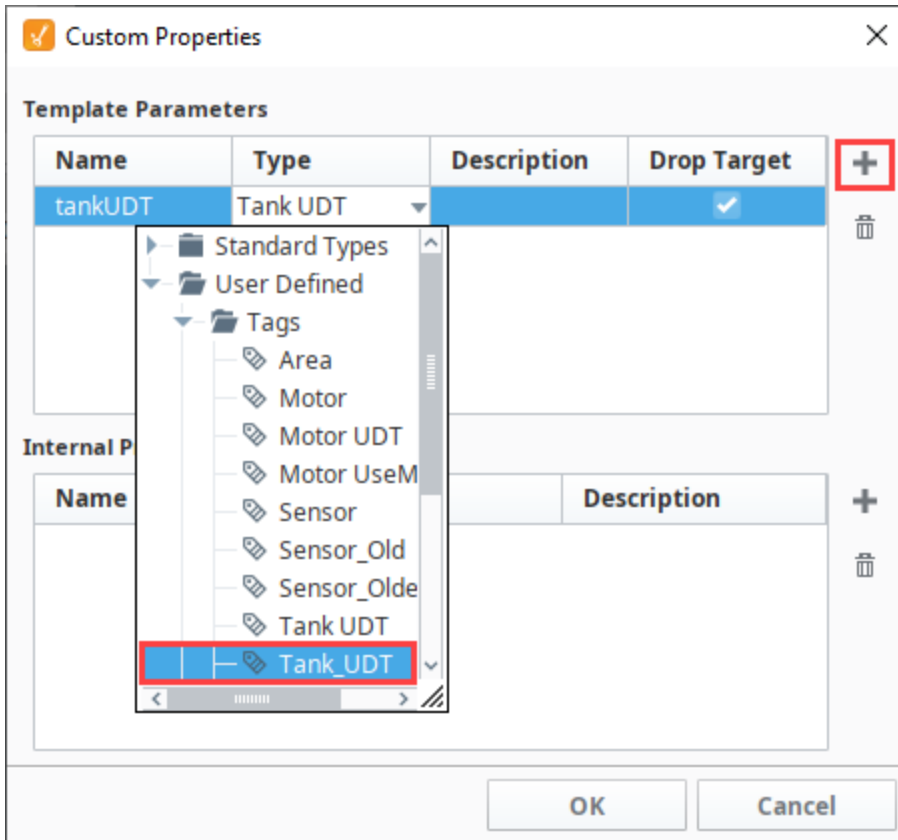 Custom Properties
Template Parameters
Name Type Description Drop Target
tankUDT Tank UDT
Standard Types
User Defined
Tags
Area
Motor
Motor UDT
Motor UseM
Sensor
Sensor_Old
Sensor_Olde
Tank UDT
Tank_UDT
Internal P
Name Description
OK Cancel